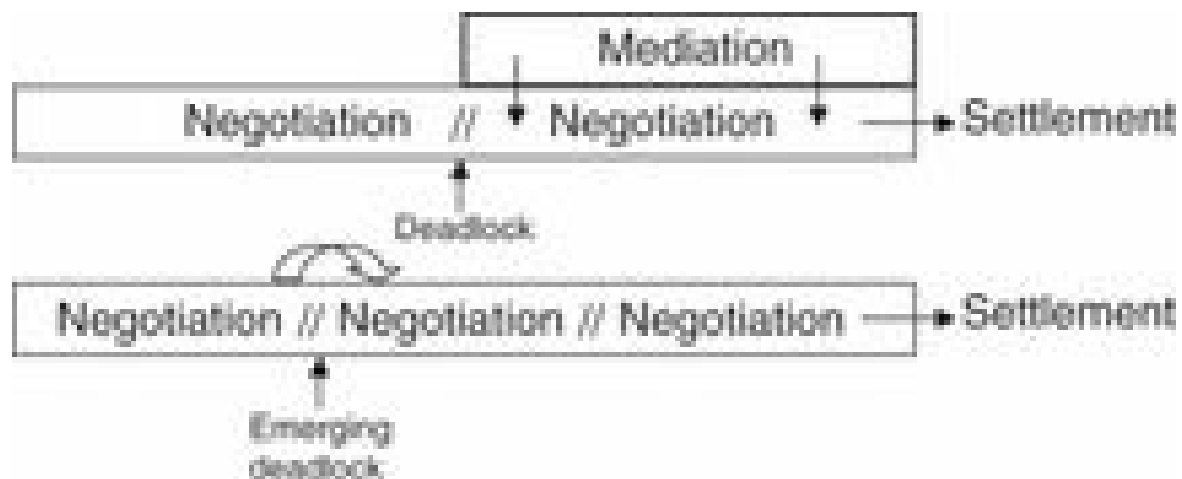 Mediation
Negotiation // Negotiation Settlement
Deadlock
Negotiation // Negotiation // Negotiation Settlement
Emerging
deadlock